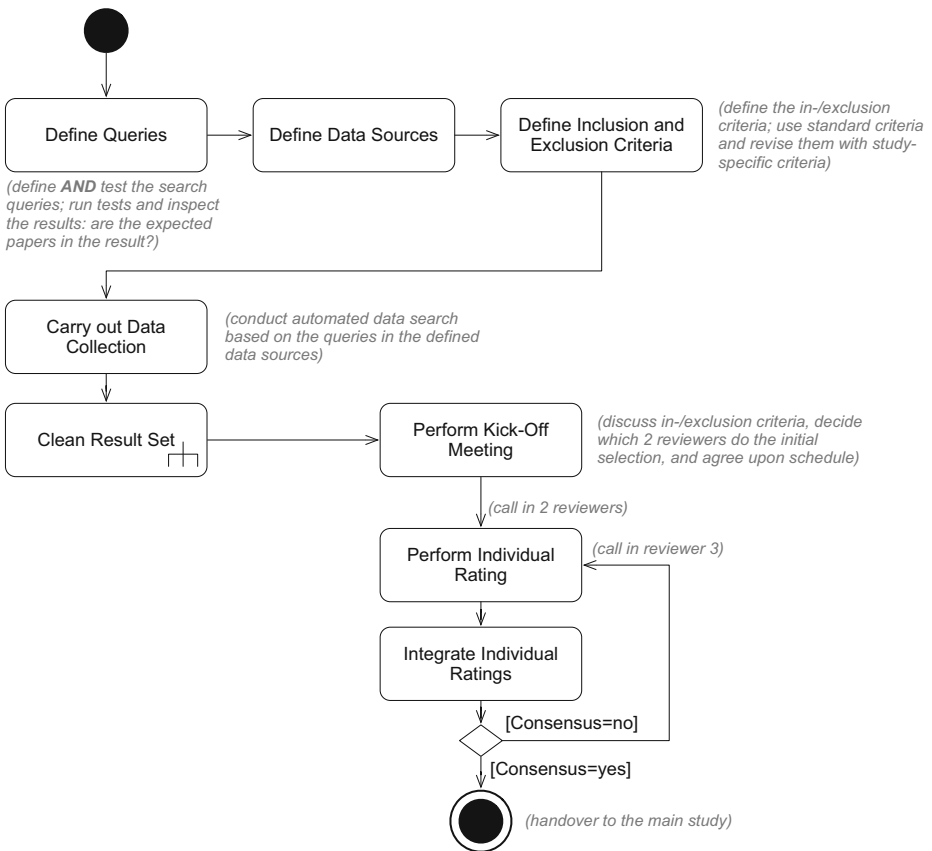 Define Queries
Define Data Sources
Define Inclusion and
Exclusion Criteria
(define the in-/exclusion
criteria; use standard criteria
and revise them with study-
specific criteria)
(define AND test the search
queries; run tests and inspect
the results: are the expected
papers in the result?)
Carry out Data
Collection
(conduct automated data search
based on the queries in the defined
data sources)
Clean Result Set
Perform Kick-Off
Meeting
(discuss in-/exclusion criteria, decide
which 2 reviewers do the initial
selection, and agree upon schedule)
(call in 2 reviewers)
Perform Individual
Rating
(call in reviewer 3)
Integrate Individual
Ratings
[Consensus=no]
[Consensus=yes]
(handover to the main study)